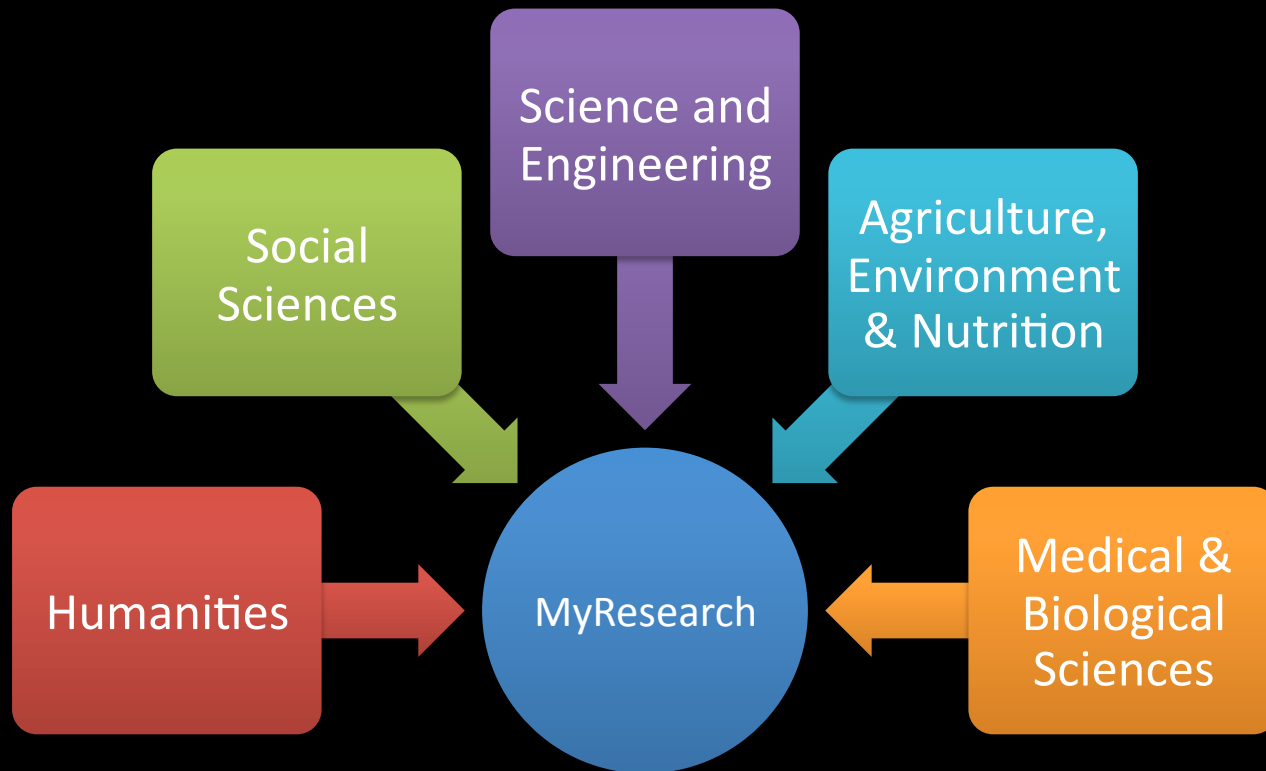 Science and
Engineering
Social
Sciences
Agriculture,
Environment
& Nutrition
Humanities
MyResearch
Medical &
Biological
Sciences